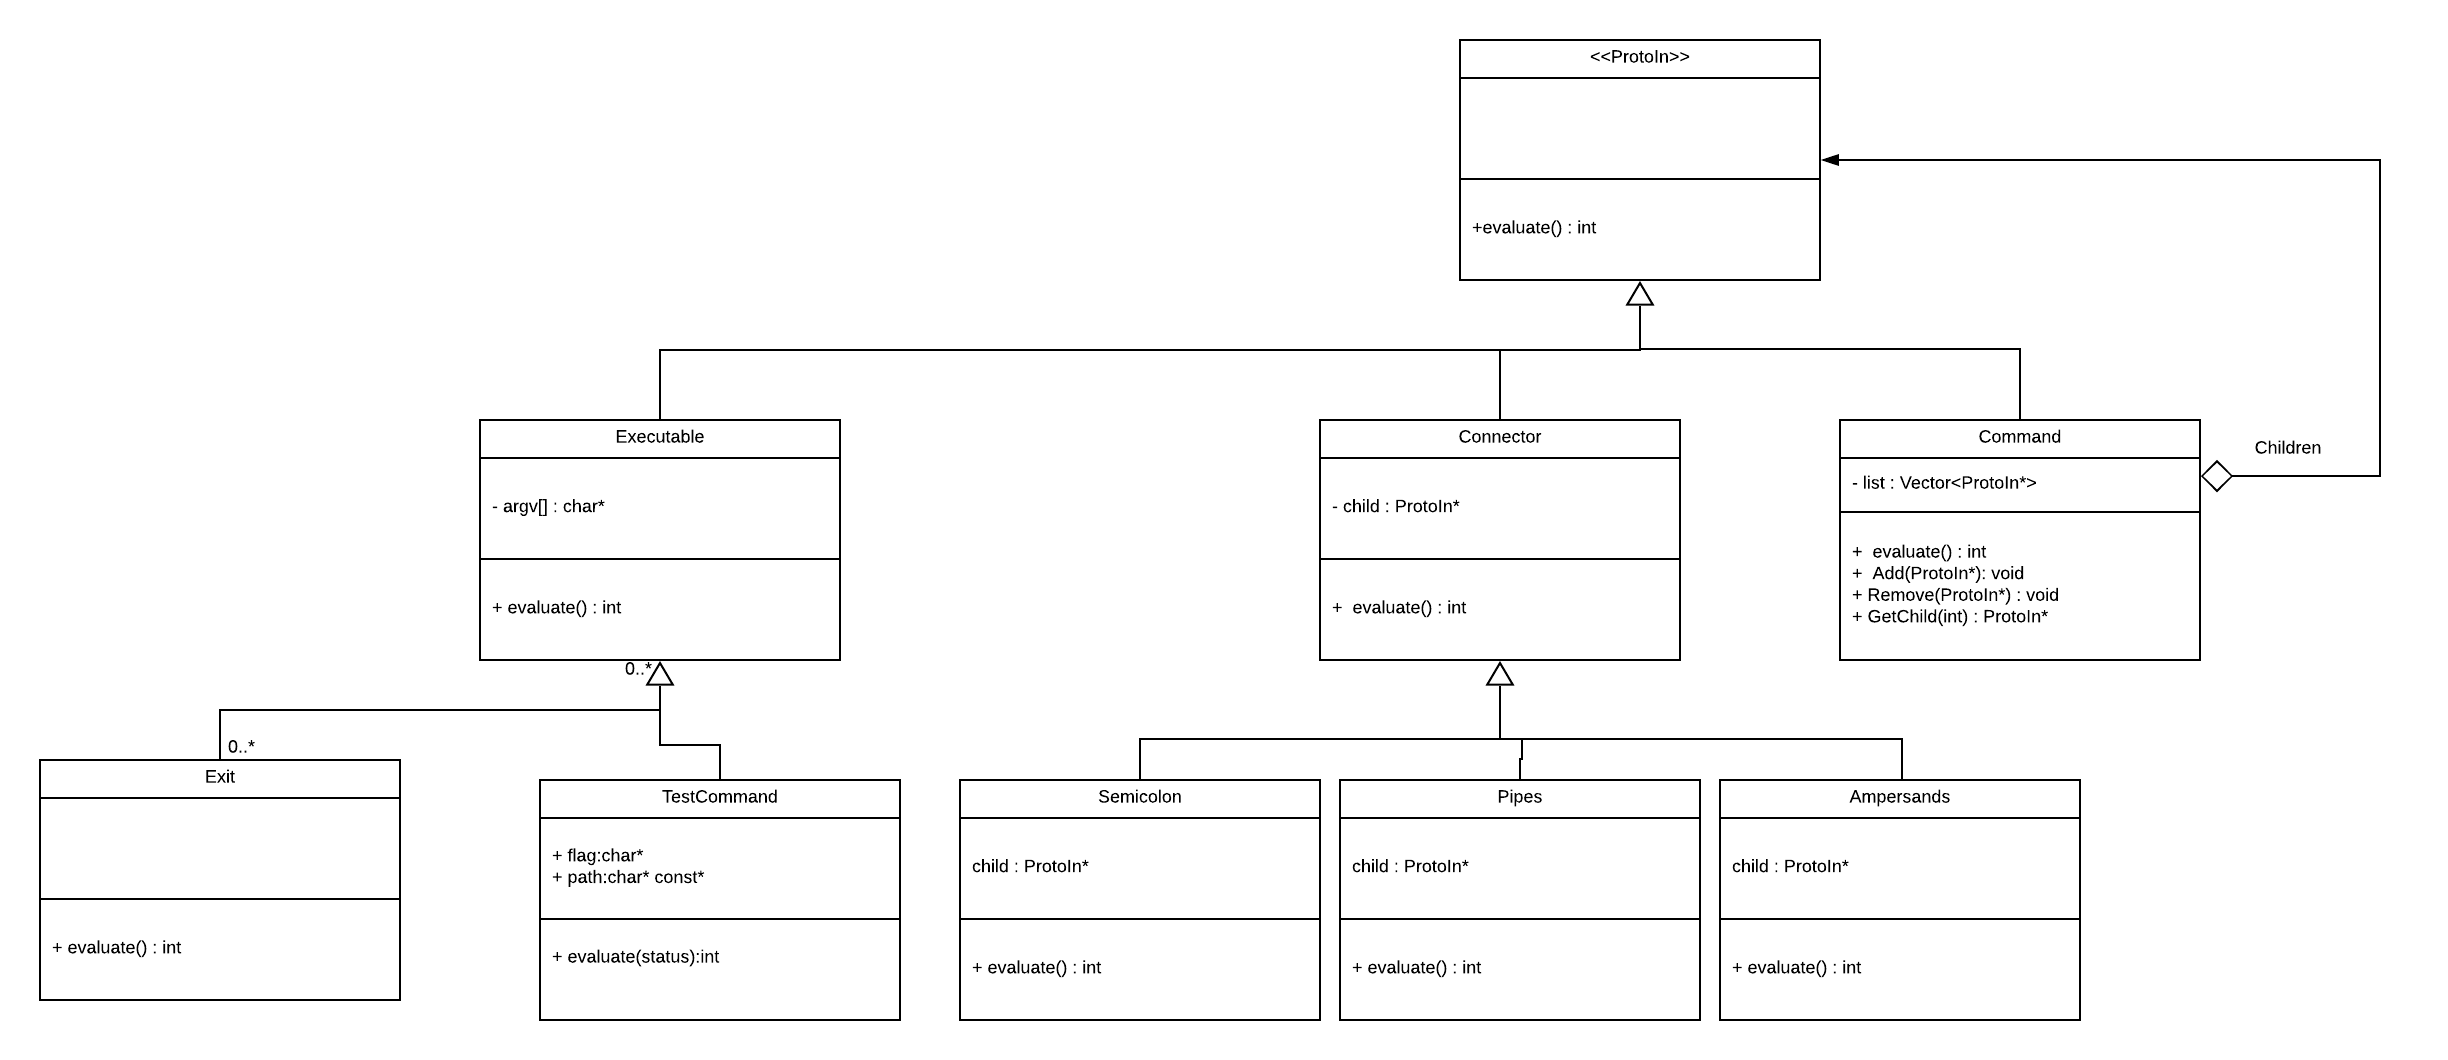 <<ProtoIn>>
+evaluate() : int
Executable
- argv[] : char*
+ evaluate() : int
0..*
Connector
- child : ProtoIn*
+  evaluate() : int
Command
- list : Vector<ProtoIn*>
+  evaluate() : int
+  Add(ProtoIn*): void
+ Remove(ProtoIn*) : void
+ GetChild(int) : ProtoIn*
Children
0..*
Exit
+ evaluate() : int
TestCommand
+ flag:char*
+ path:char* const*
+ evaluate(status):int
Semicolon
child : ProtoIn*
+ evaluate() : int
Pipes
child : ProtoIn*
+ evaluate() : int
Ampersands
child : ProtoIn*
+ evaluate() : int